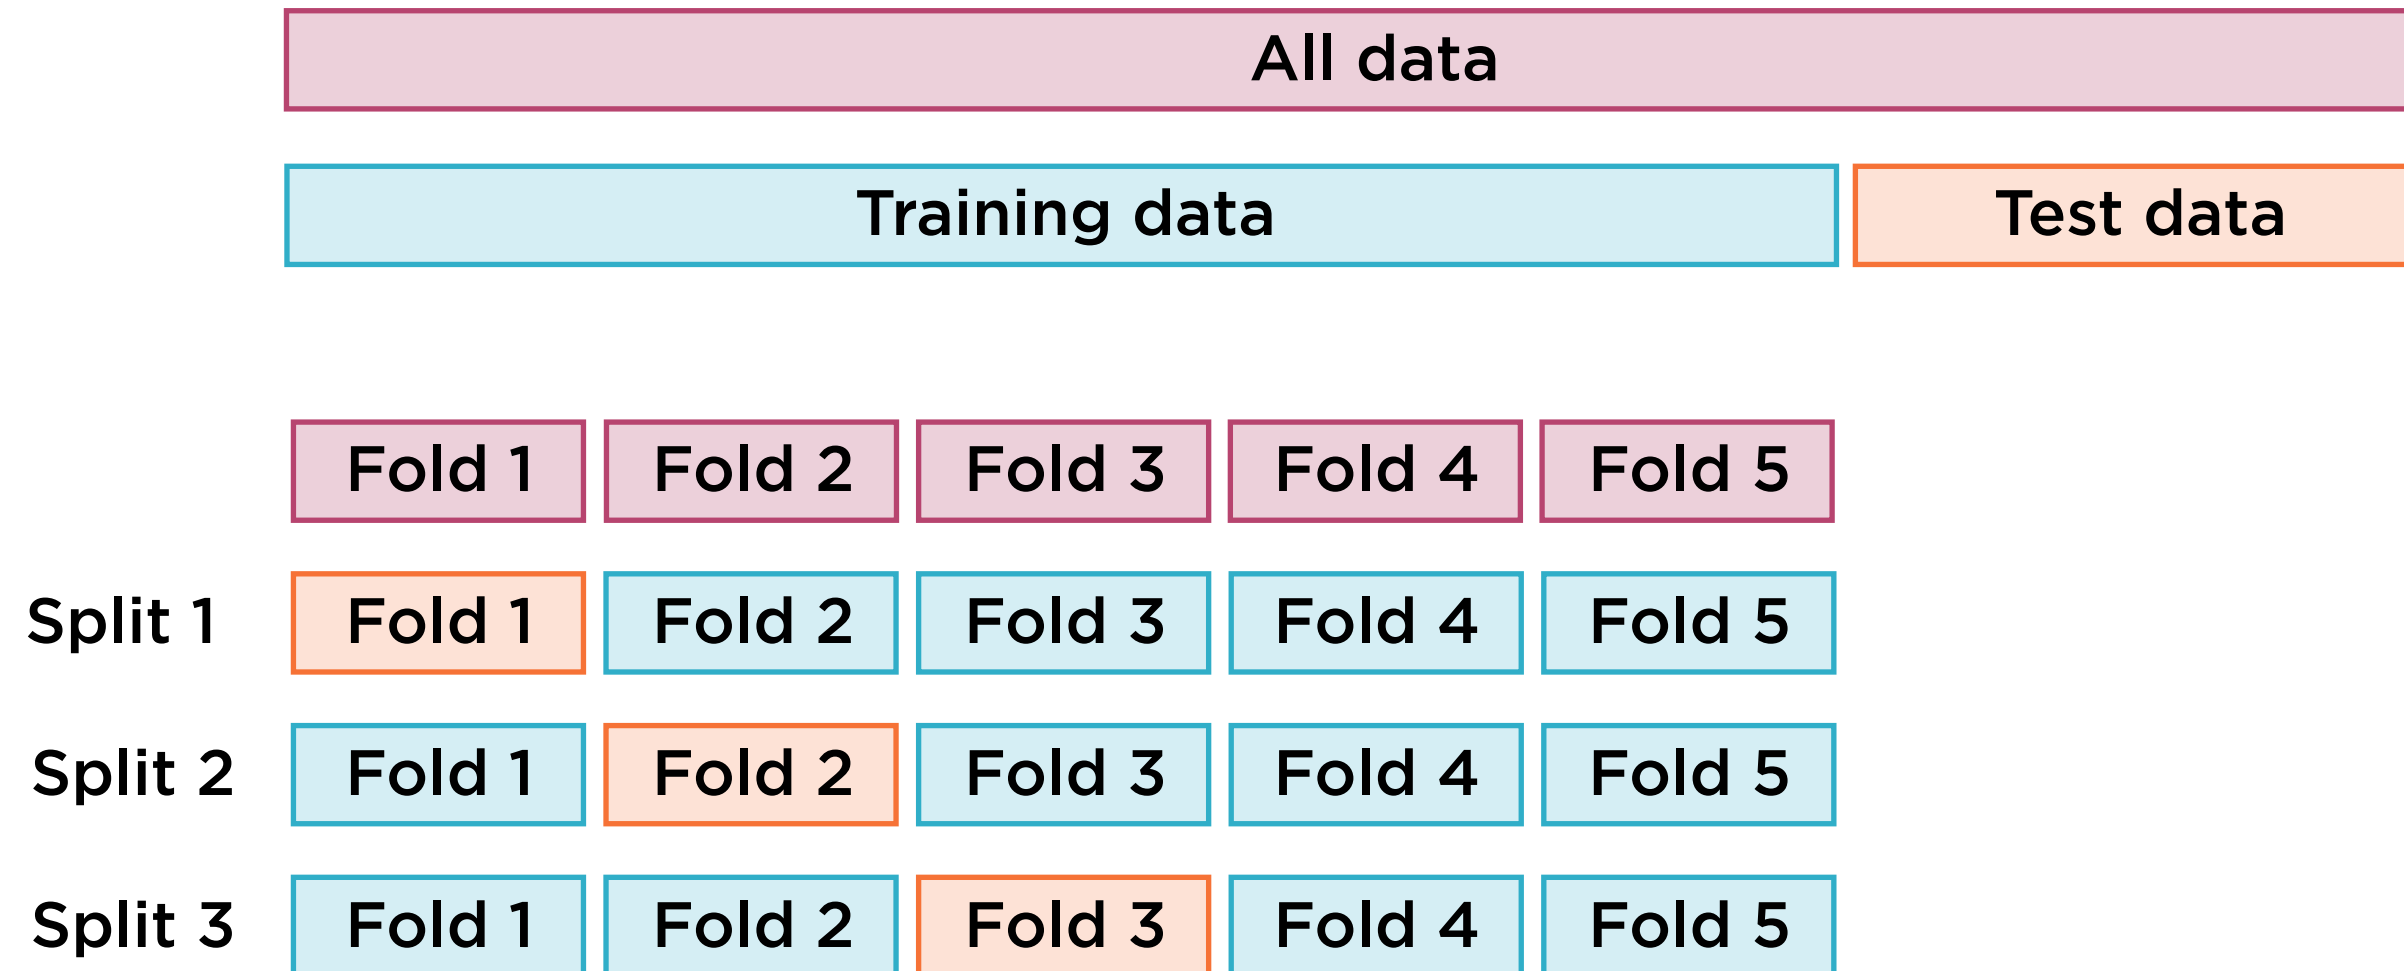 All data
Training data Test data
Fold 1 Fold 2 Fold 3 Fold 4 Fold 5
Split 1 Fold 1 Fold 2 Fold 3 Fold 4 Fold 5
Split 2 Fold 1 Fold 2 Fold 3 Fold 4 Fold 5
Split 3 Fold 1 Fold 2 Fold 3 Fold 4 Fold 5